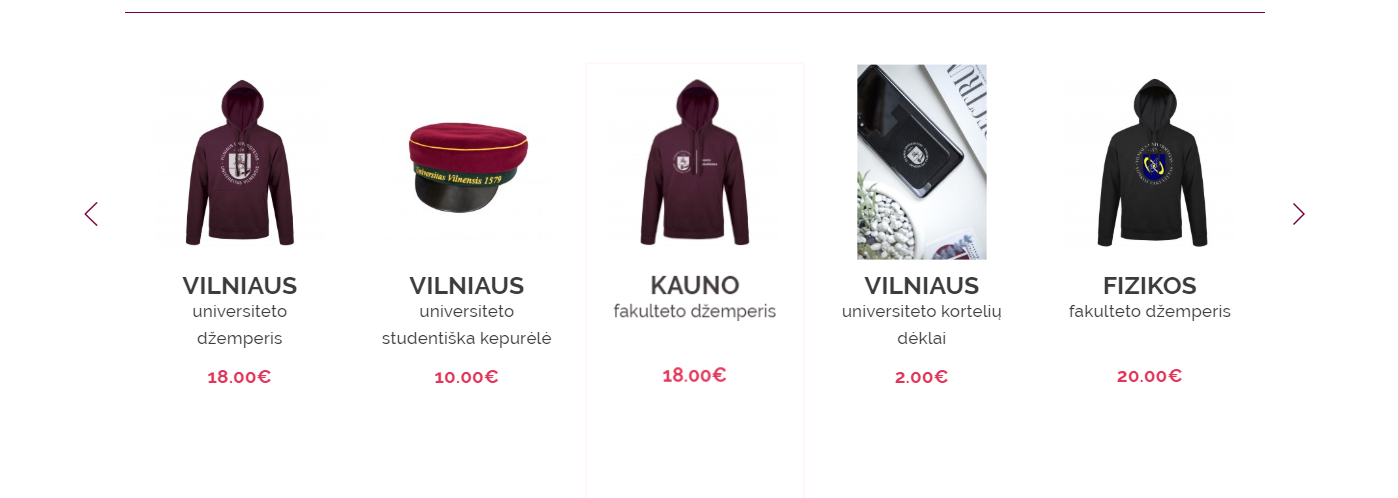 Universitas Vilnensis 1579
VILNIAUS
universiteto
džemperis
18.00€
VILNIAUS
universiteto
studentiška kepurėlė
10.00€
KAUNO
fakulteto džemperis
18.00€
VILNIAUS
universiteto kortelių
dėklai
2.00€
FIZIKOS
fakulteto džemperis
20.00€